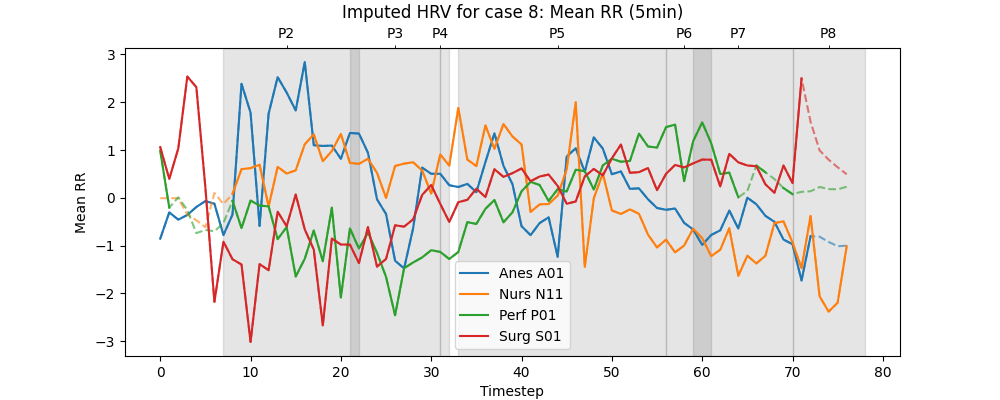 Imputed HRV for case 8: Mean RR (5min)
P2 P3 P4 P5 P6 P7 P8
Mean RR
3
2
1
0
−1
−2
−3
Anes A01
Nurs N11
Perf P01
Surg S01
0 10 20 30 40 50 60 70 80
Timestep